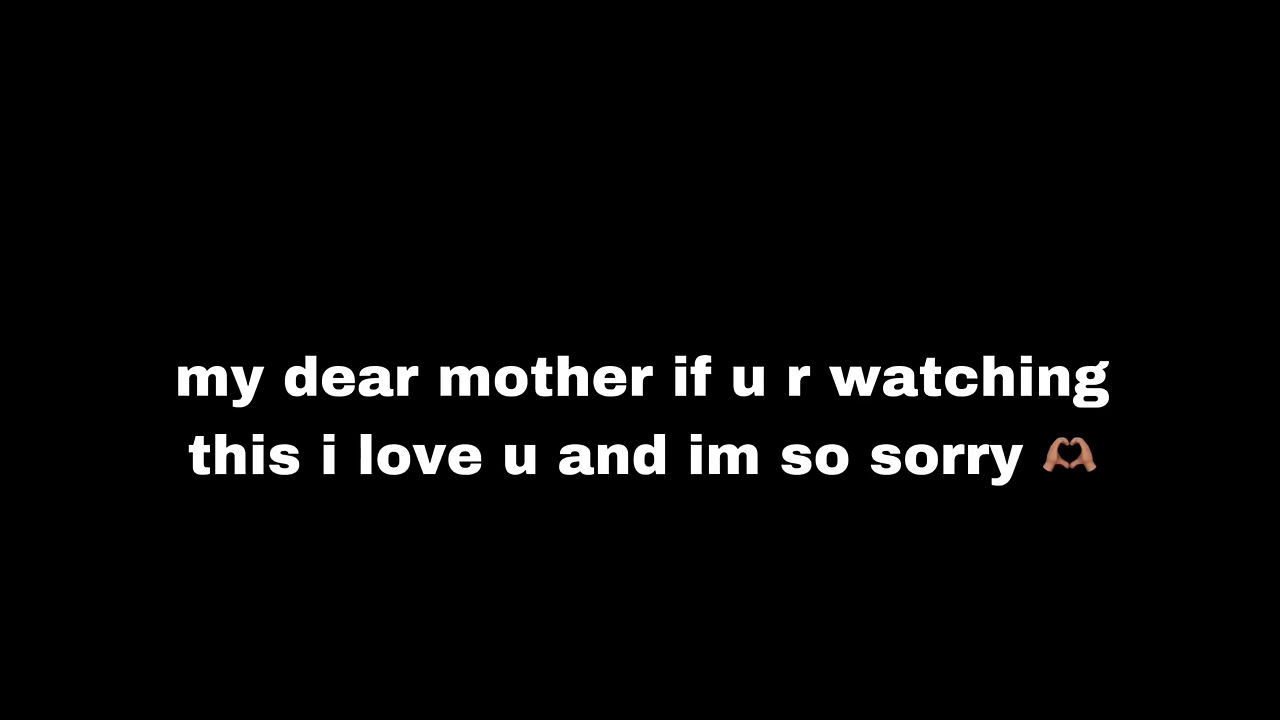 my dear mother if u r watching
this i love u and im so sorry 🫶🏽